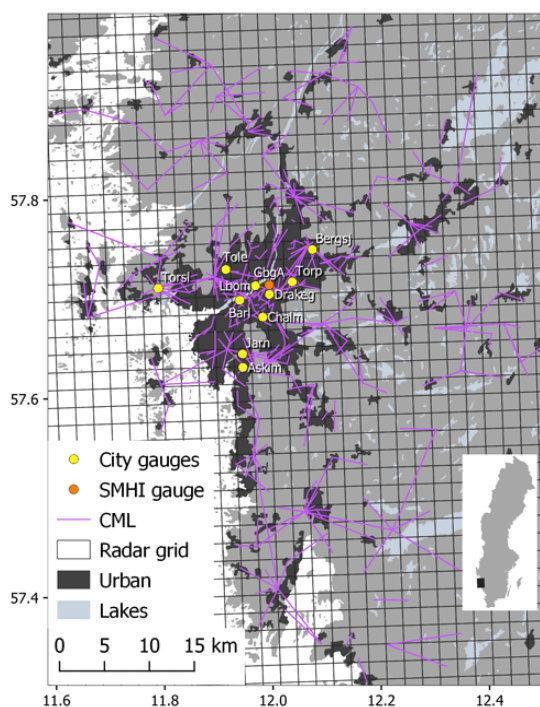 57.8
57.6
57.4
Bergsj
Tole
GbgA
Torp
Torsl
Lbom
Drakeg
Barl
Chalm
Jarn
Askim
City gauges
SMHI gauge
CML
Radar grid
Urban
Lakes
0 5 10 15 km
11.6 11.8 12.0 12.2 12.4